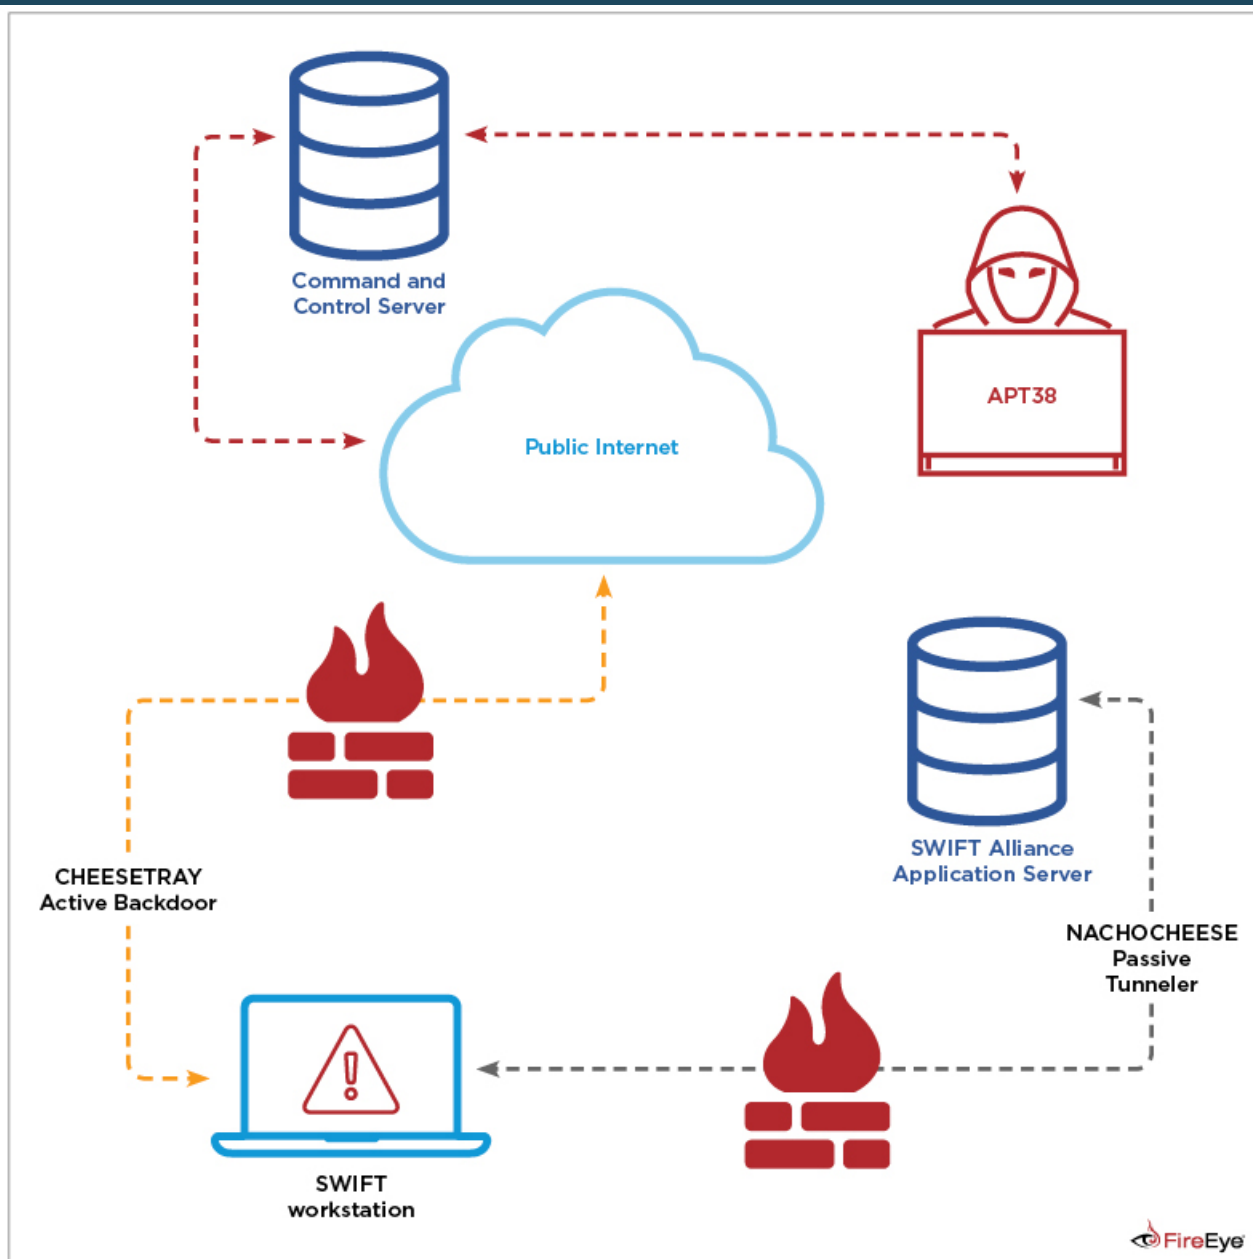 Command and
Control Server
APT38
Public Internet
SWIFT Alliance
Application Server
CHEESETRAY
Active Backdoor
NACHOCHEESE
Passive
Tunneler
SWIFT
workstation
FireEye